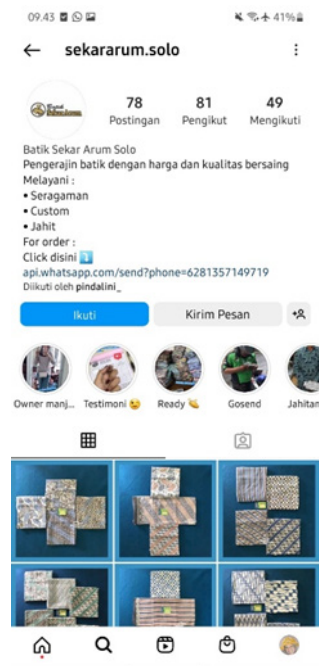 09.43
41%
sekararum.solo
78 81 49
Postingan Pengikut Mengikuti
Batik Sekar Arum Solo
Pengerajin batik dengan harga dan kualitas bersaing
Melayani :
▪ Seragaman
▪ Custom
▪ Jahit
For order :
Click disini ⤵️
api.whatsapp.com/send?phone=6281357149719
Diikuti oleh pindalini_
Ikuti Kirim Pesan
Owner manj... Testimoni 😉 Ready Gosend Jahitan